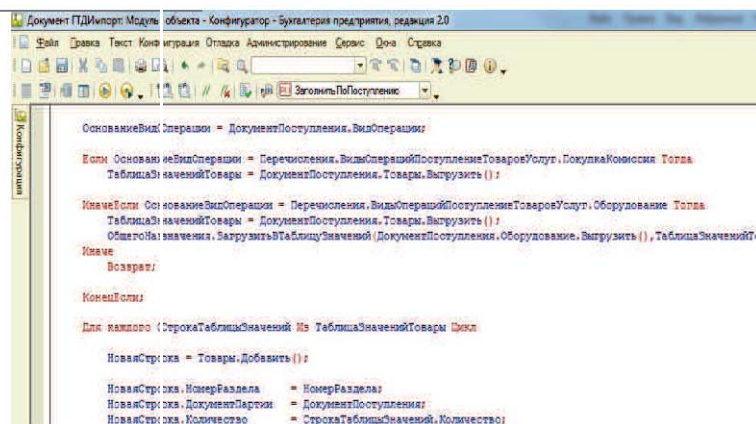 Документ ГТДИмпорт: Модуль объекта - Конфигуратор - Бухгалтерия предприятия, редакция 2.0
Файл Правка Текст Конфигурация Отладка Администрирование Сервис Окна Справка
ЗаполнитьПоПоступлению
Конфигурация
ОснованиеВидОперации = ДокументПоступления.ВидОперации;
Если ОснованиеВидОперации = Перечисления.ВидыОперацийПоступлениеТоваровУслуг.ПокупкаКомиссия Тогда
ТаблицаЗначенийТовары = ДокументПоступления.Товары.Выгрузить();
ИначеЕсли ОснованиеВидОперации = Перечисления.ВидыОперацийПоступлениеТоваровУслуг.Оборудование Тогда
ТаблицаЗначенийТовары = ДокументПоступления.Товары.Выгрузить();
ОбщегоНазначения.ЗагрузитьВТаблицуЗначений(ДокументПоступления.Оборудование.Выгрузить(),ТаблицаЗначенийТ
Иначе
Возврат;
КонецЕсли;
Для каждого СтрокаТаблицыЗначений Из ТаблицаЗначенийТовары Цикл
НоваяСтрока = Товары.Добавить();
НоваяСтрока.НомерРаздела = НомерРаздела;
НоваяСтрока.ДокументПартии = ДокументПоступления;
НоваяСтрока.Количество = СтрокаТаблицыЗначений.Количество;